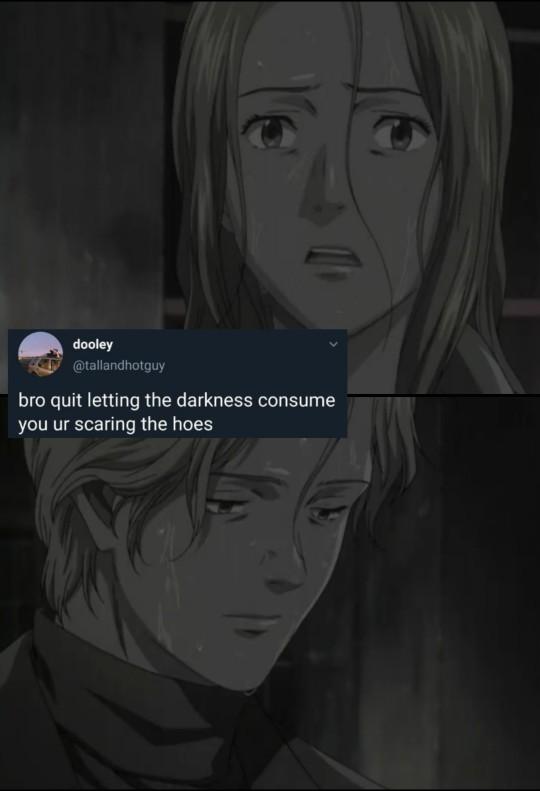 dooley
@tallandhotguy
bro quit letting the darkness consume
you ur scaring the hoes